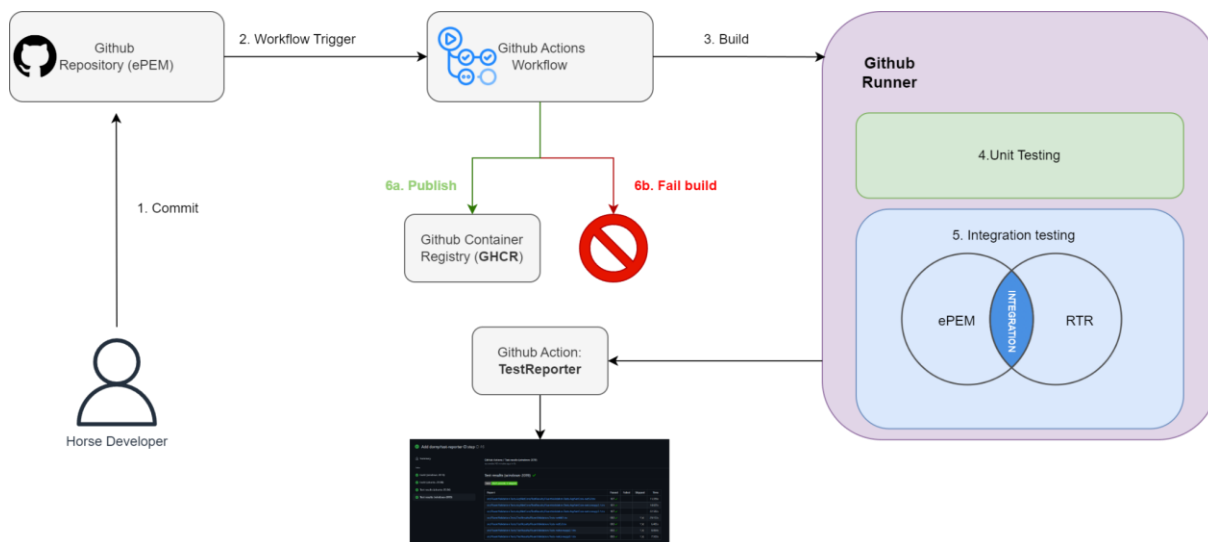 Github
Repository (ePEM)
2. Workflow Trigger
Github Actions
Workflow
3. Build
Github
Runner
4.Unit Testing
6a. Publish
6b. Fail build
1. Commit
Github Container
Registry (GHCR)
5. Integration testing
ePEM
INTEGRATION
RTR
Github Action:
TestReporter
Horse Developer